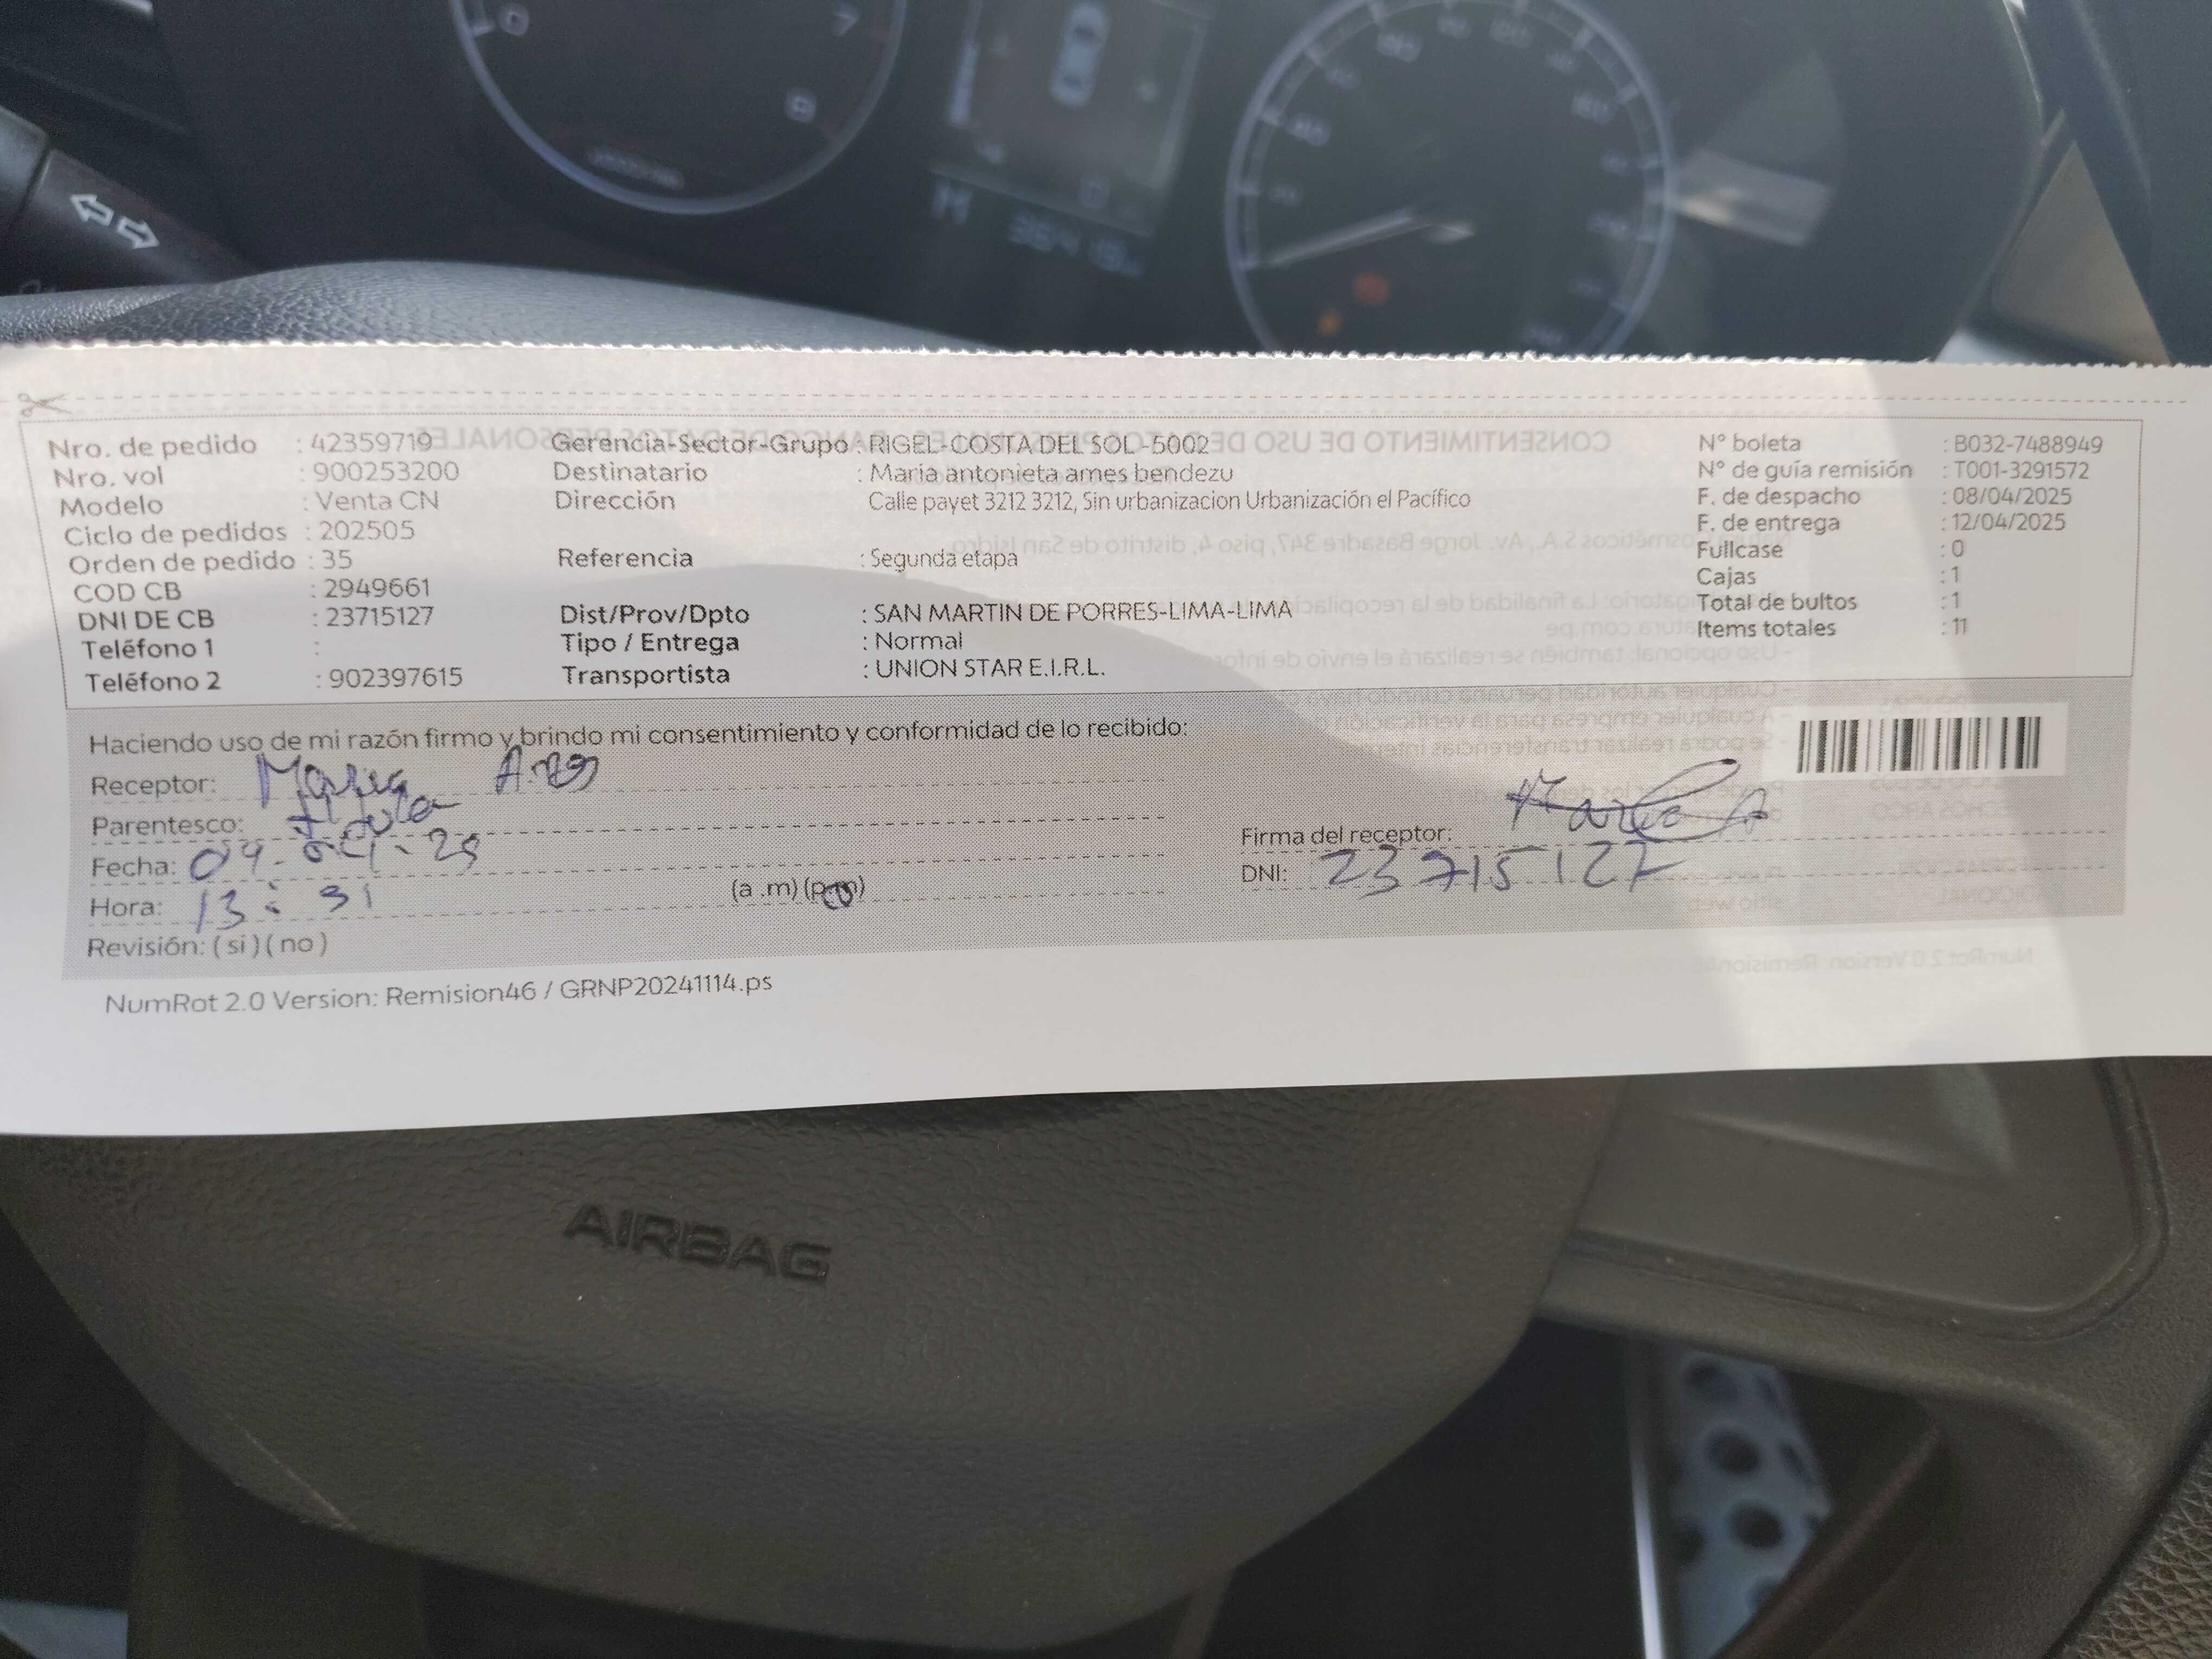 Nro. de pedido : 42359719
Nro. vol : 900253200
Modelo : Venta CN
Ciclo de pedidos : 202505
Orden de pedido : 35
COD CB : 2949661
DNI DE CB : 23715127
Teléfono 1 :
Teléfono 2 : 902397615
Gerencia-Sector-Grupo : RIGEL-COSTA DEL SOL-5002
Destinatario : Maria antonieta ames bendezu
Dirección Calle payet 3212 3212, Sin urbanizacion Urbanización el Pacífico
Referencia : Segunda etapa
Dist/Prov/Dpto : SAN MARTIN DE PORRES-LIMA-LIMA
Tipo / Entrega : Normal
Transportista : UNION STAR E.I.R.L.
N° boleta : B032-7488949
N° de guía remisión : T001-3291572
F. de despacho : 08/04/2025
F. de entrega : 12/04/2025
Fullcase : 0
Cajas : 1
Total de bultos : 1
Items totales : 11
Haciendo uso de mi razón firmo y brindo mi consentimiento y conformidad de lo recibido:
Receptor: Maria Ames
Parentesco: Titular
Fecha: 09-04-25
Hora: 13:31 (a .m) (p.m)
Revisión: ( si ) ( no )
Firma del receptor:
DNI: 23715127
NumRot 2.0 Version: Remision46 / GRNP20241114.ps
AIRBAG